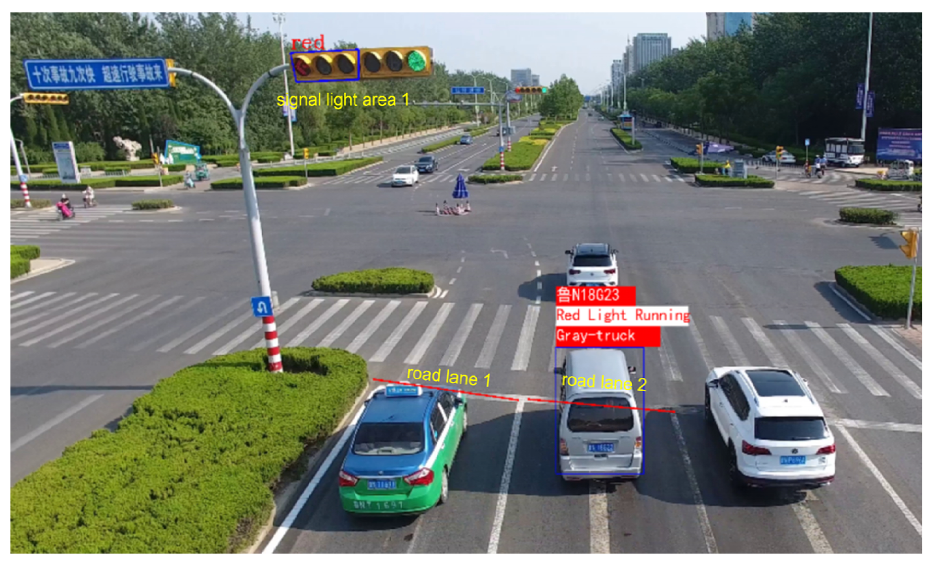 red
十次事故九次快 超速行驶事故来
signal light area 1
鲁N18G23
Red Light Running
Gray-truck
road lane 1
road lane 2